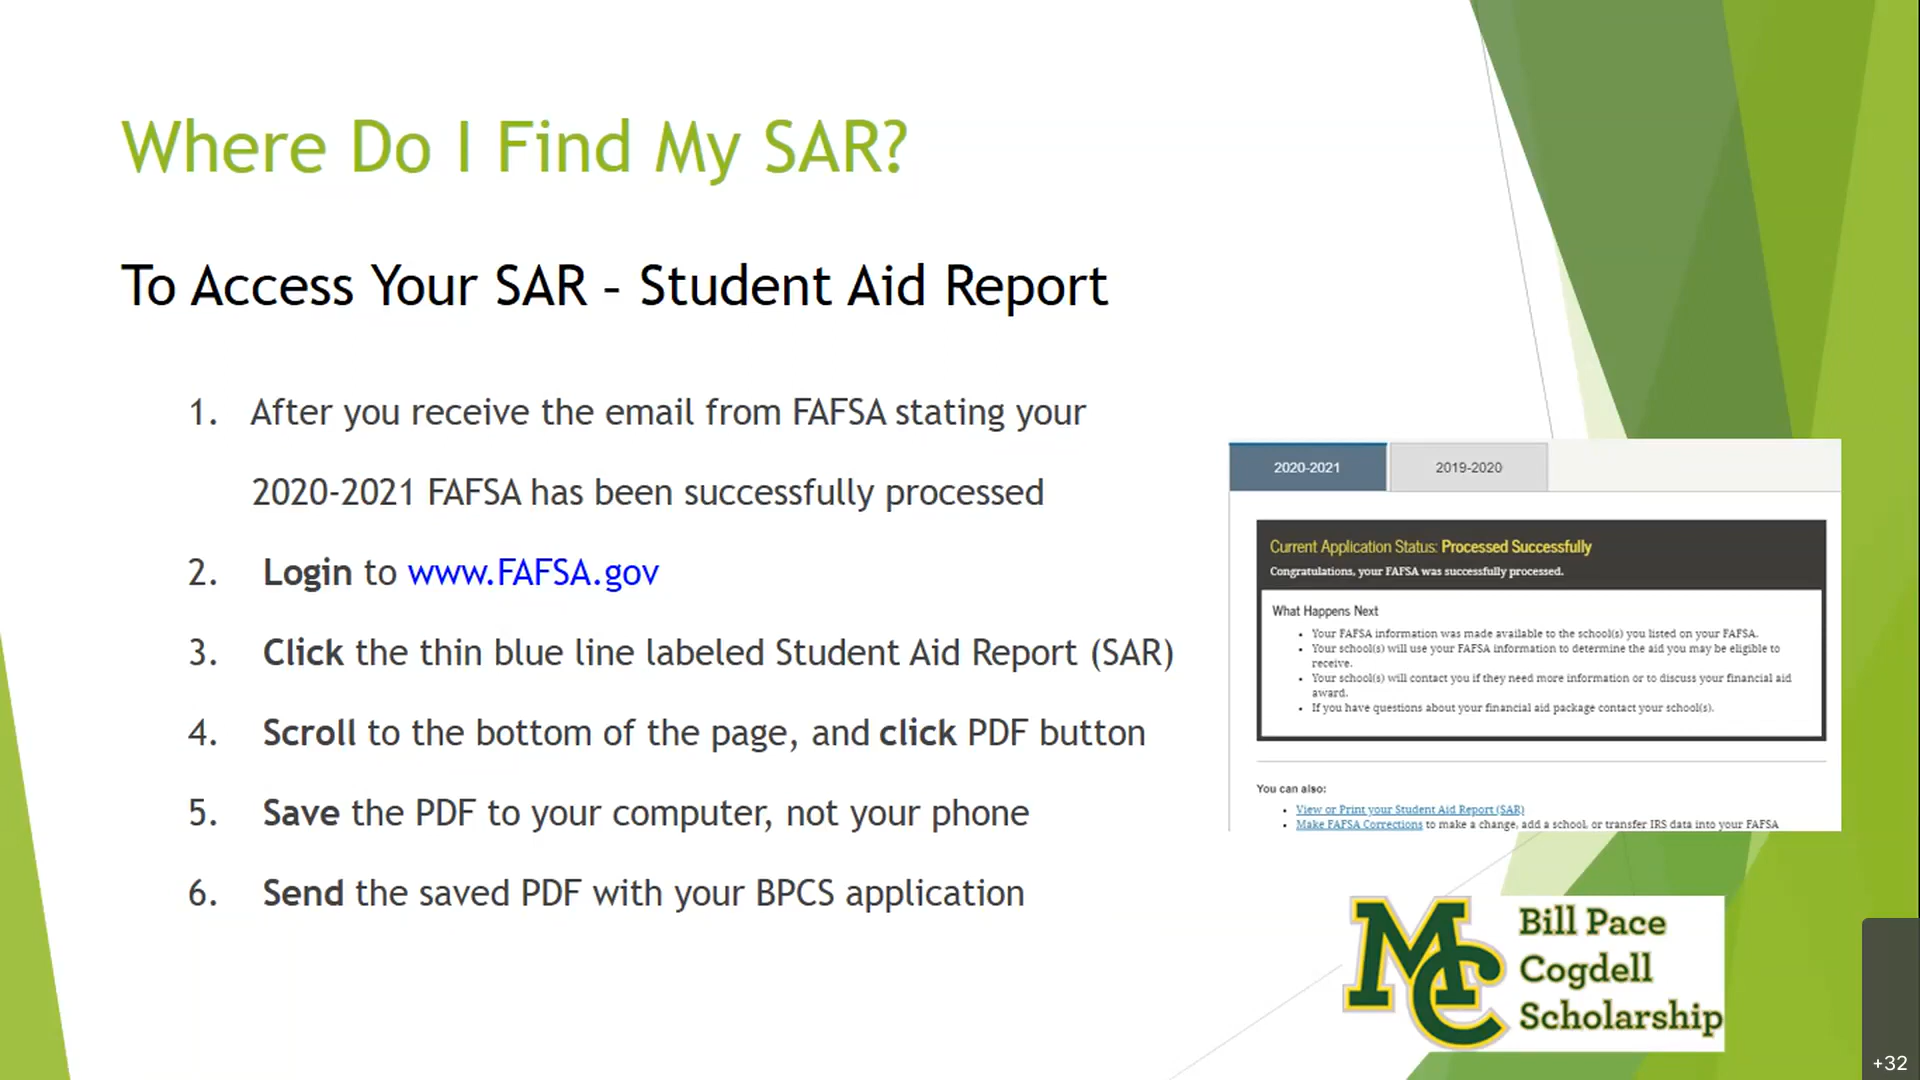 Where Do I Find My SAR?
To Access Your SAR – Student Aid Report
1. After you receive the email from FAFSA stating your
2020-2021 FAFSA has been successfully processed
2. Login to www.FAFSA.gov
3. Click the thin blue line labeled Student Aid Report (SAR)
4. Scroll to the bottom of the page, and click PDF button
5. Save the PDF to your computer, not your phone
6. Send the saved PDF with your BPCS application
2020-2021 2019-2020
Current Application Status: Processed Successfully
Congratulations, your FAFSA was successfully processed.
What Happens Next
• Your FAFSA information was made available to the school(s) you listed on your FAFSA.
• Your school(s) will use your FAFSA information to determine the aid you may be eligible to
receive.
• Your school(s) will contact you if they need more information or to discuss your financial aid
award.
• If you have questions about your financial aid package contact your school(s).
You can also:
• View or Print your Student Aid Report (SAR)
• Make FAFSA Corrections to make a change, add a school, or transfer IRS data into your FAFSA
MC
Bill Pace
Cogdell
Scholarship
+32